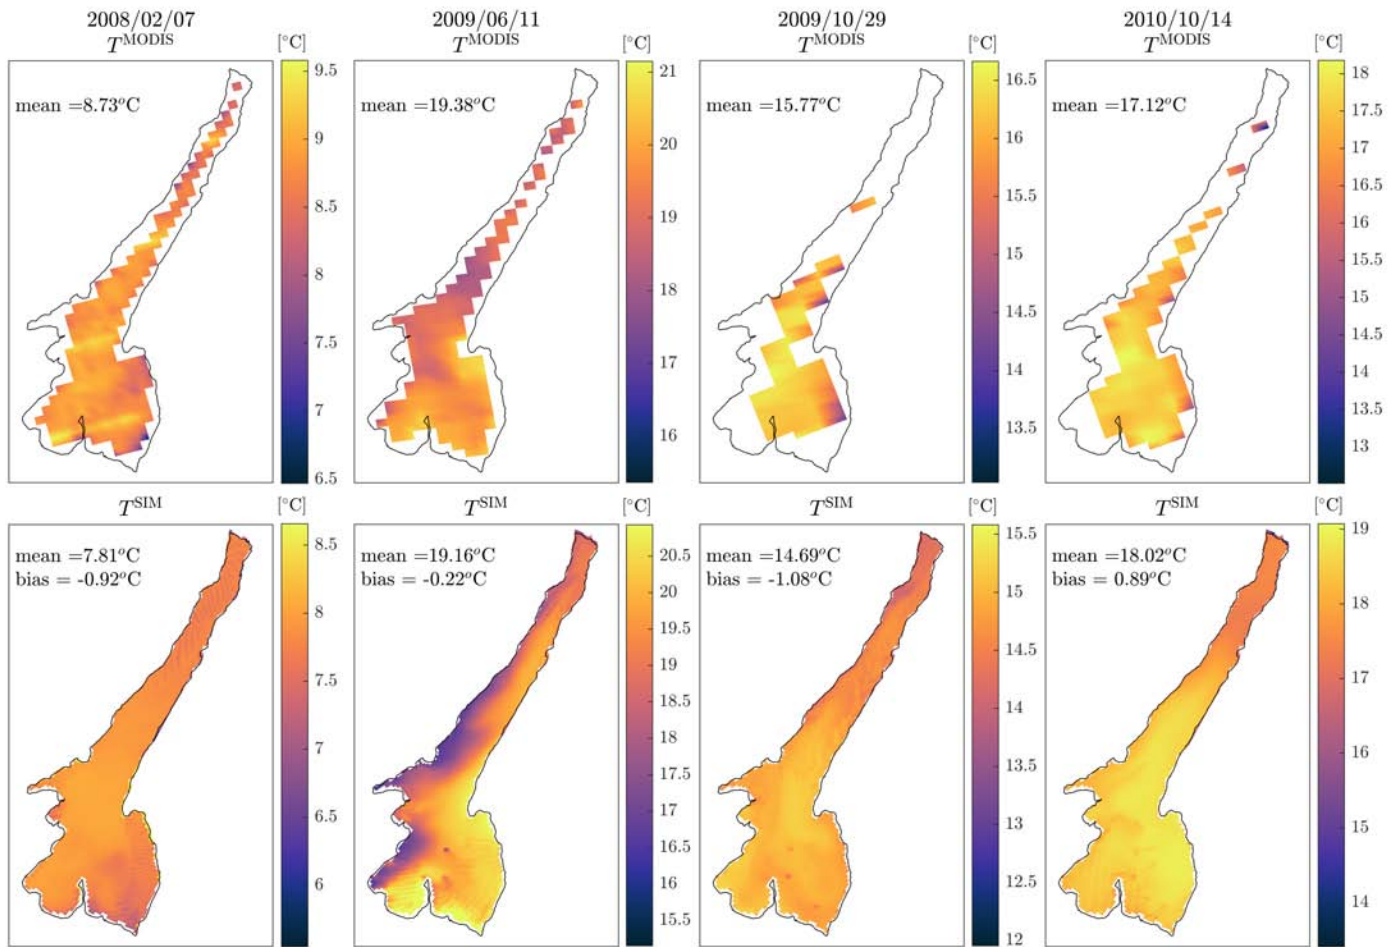 2008/02/07
T^MODIS
[°C]
mean =8.73°C
9.5
9
8.5
8
7.5
7
6.5
2009/06/11
T^MODIS
[°C]
mean =19.38°C
21
20
19
18
17
16
2009/10/29
T^MODIS
[°C]
mean =15.77°C
16.5
16
15.5
15
14.5
14
13.5
2010/10/14
T^MODIS
[°C]
mean =17.12°C
18
17.5
17
16.5
16
15.5
15
14.5
14
13.5
13
T^SIM
[°C]
mean =7.81°C
bias = -0.92°C
8.5
8
7.5
7
6.5
6
T^SIM
[°C]
mean =19.16°C
bias = -0.22°C
20.5
20
19.5
19
18.5
18
17.5
17
16.5
16
15.5
T^SIM
[°C]
mean =14.69°C
bias = -1.08°C
15.5
15
14.5
14
13.5
13
12.5
12
T^SIM
[°C]
mean =18.02°C
bias = 0.89°C
19
18
17
16
15
14